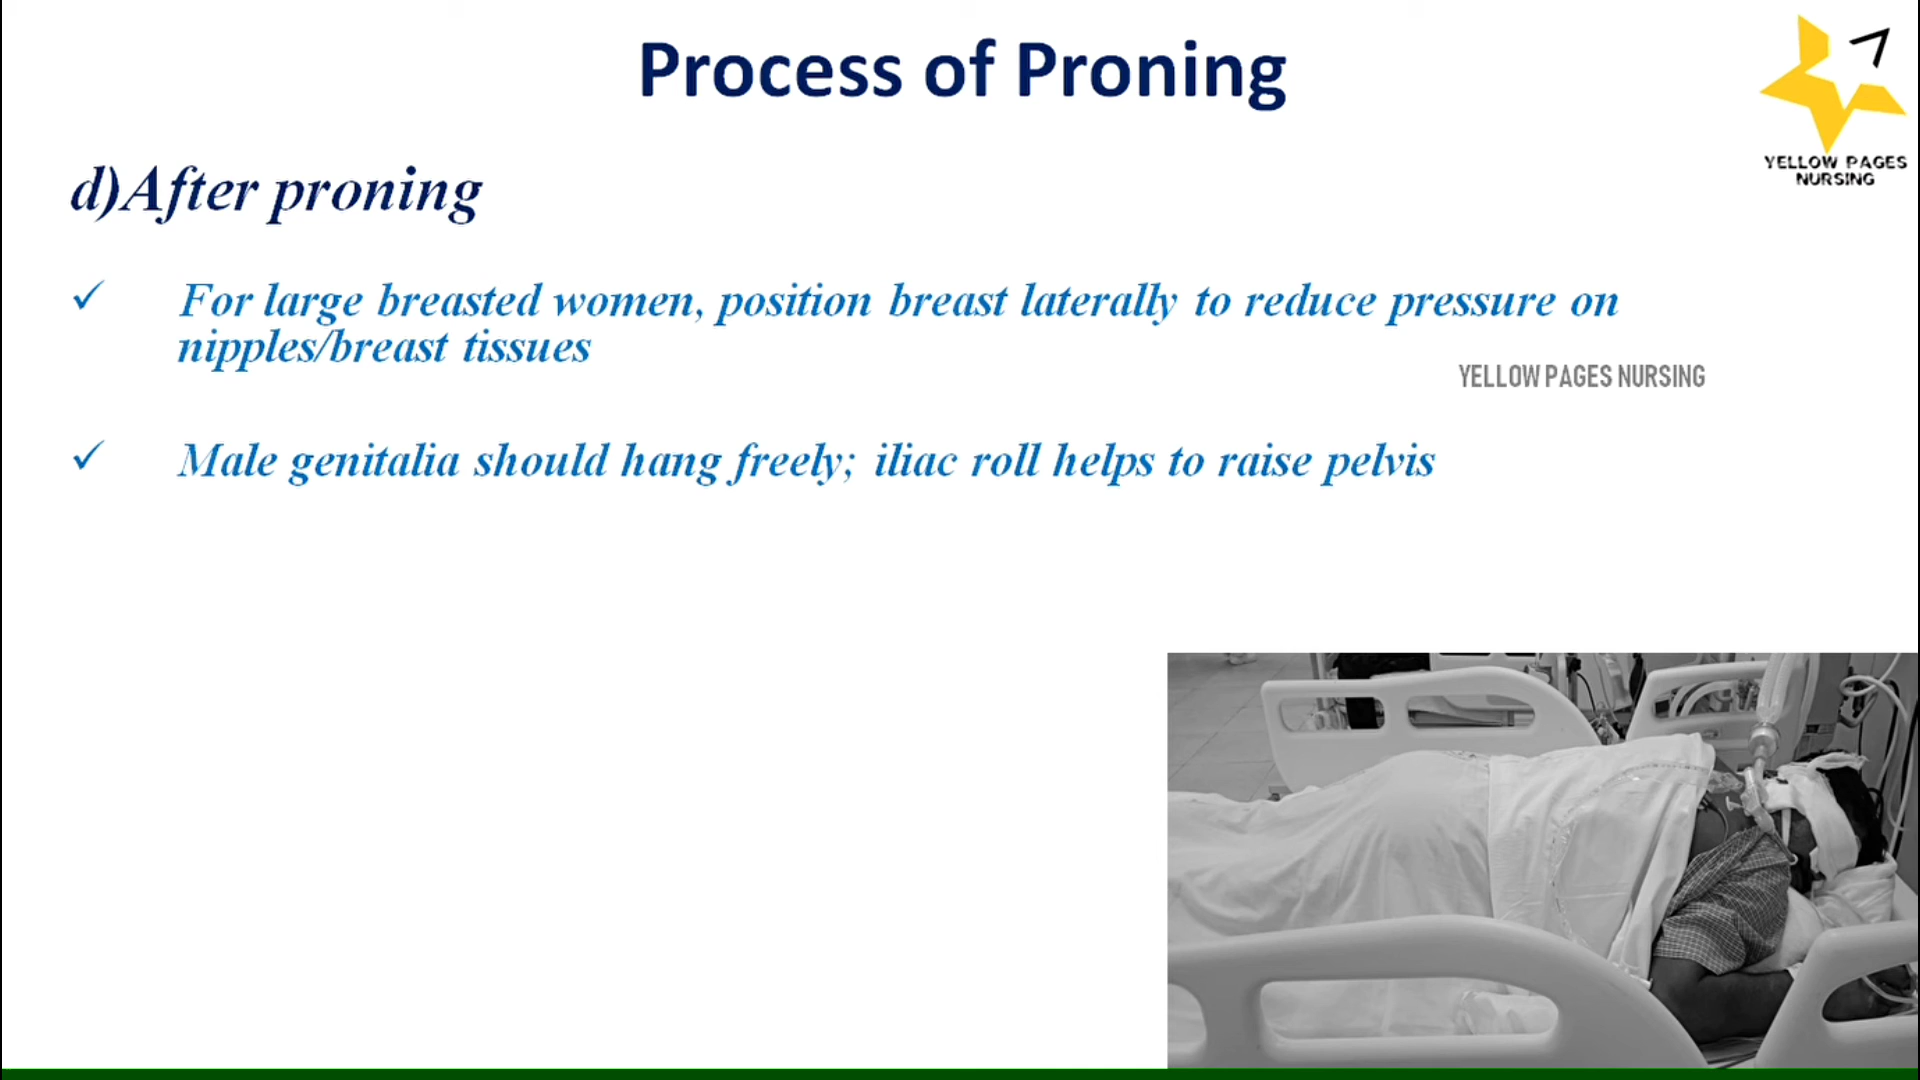 Process of Proning
YELLOW PAGES
NURSING
d)After proning
✓ For large breasted women, position breast laterally to reduce pressure on
nipples/breast tissues
YELLOW PAGES NURSING
✓ Male genitalia should hang freely; iliac roll helps to raise pelvis